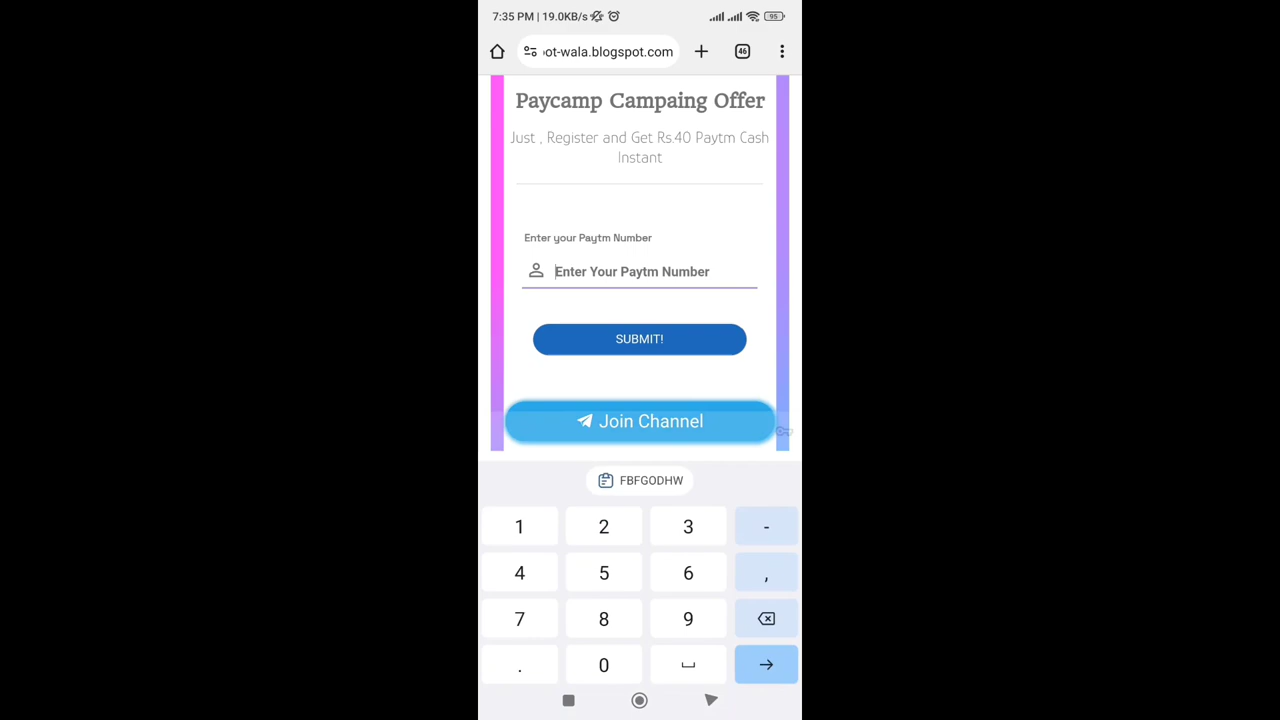 7:35 PM | 19.0KB/s 95
ot-wala.blogspot.com 46
Paycamp Campaing Offer
Just , Register and Get Rs.40 Paytm Cash
Instant
Enter your Paytm Number
Enter Your Paytm Number
SUBMIT!
Join Channel
FBFGODHW
1 2 3 -
4 5 6 ,
7 8 9
. 0